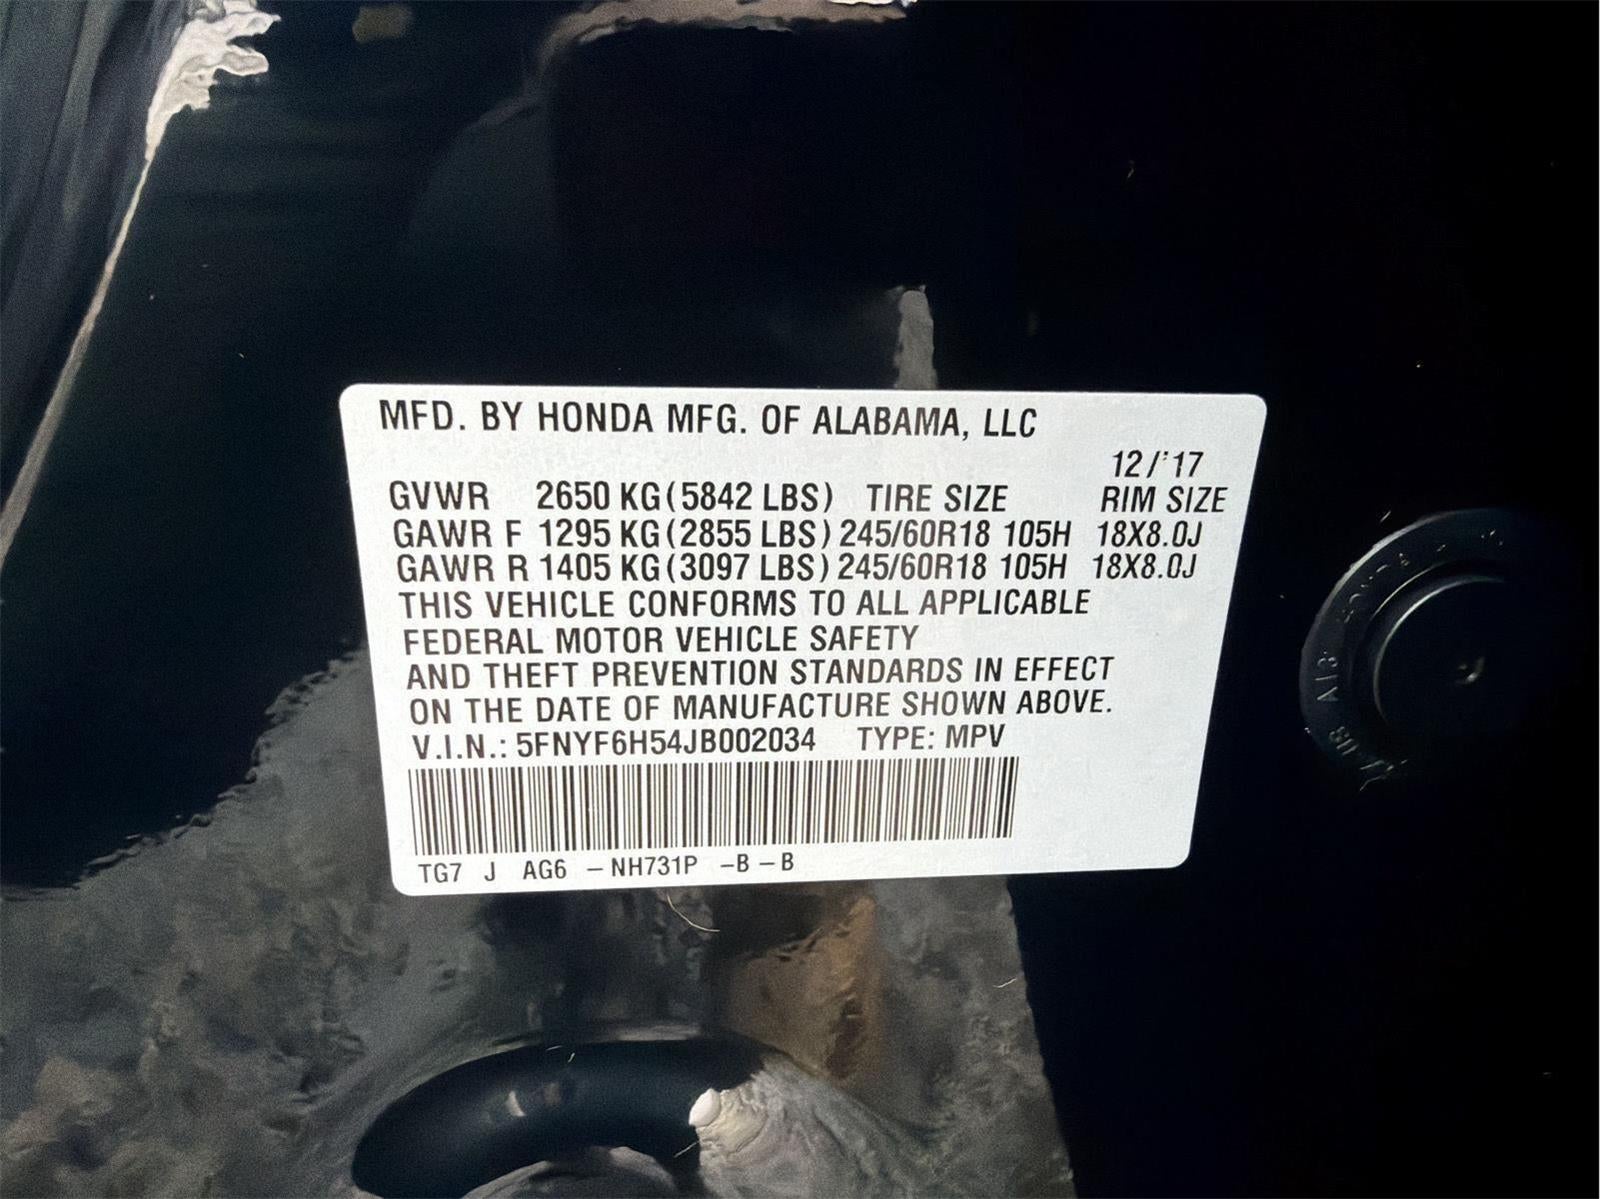 MFD. BY HONDA MFG. OF ALABAMA, LLC
12/'17
GVWR 2650 KG (5842 LBS) TIRE SIZE RIM SIZE
GAWR F 1295 KG (2855 LBS) 245/60R18 105H 18X8.0J
GAWR R 1405 KG (3097 LBS) 245/60R18 105H 18X8.0J
THIS VEHICLE CONFORMS TO ALL APPLICABLE
FEDERAL MOTOR VEHICLE SAFETY
AND THEFT PREVENTION STANDARDS IN EFFECT
ON THE DATE OF MANUFACTURE SHOWN ABOVE.
V.I.N.: 5FNYF6H54JB002034 TYPE: MPV
TG7 J AG6 –NH731P –B–B